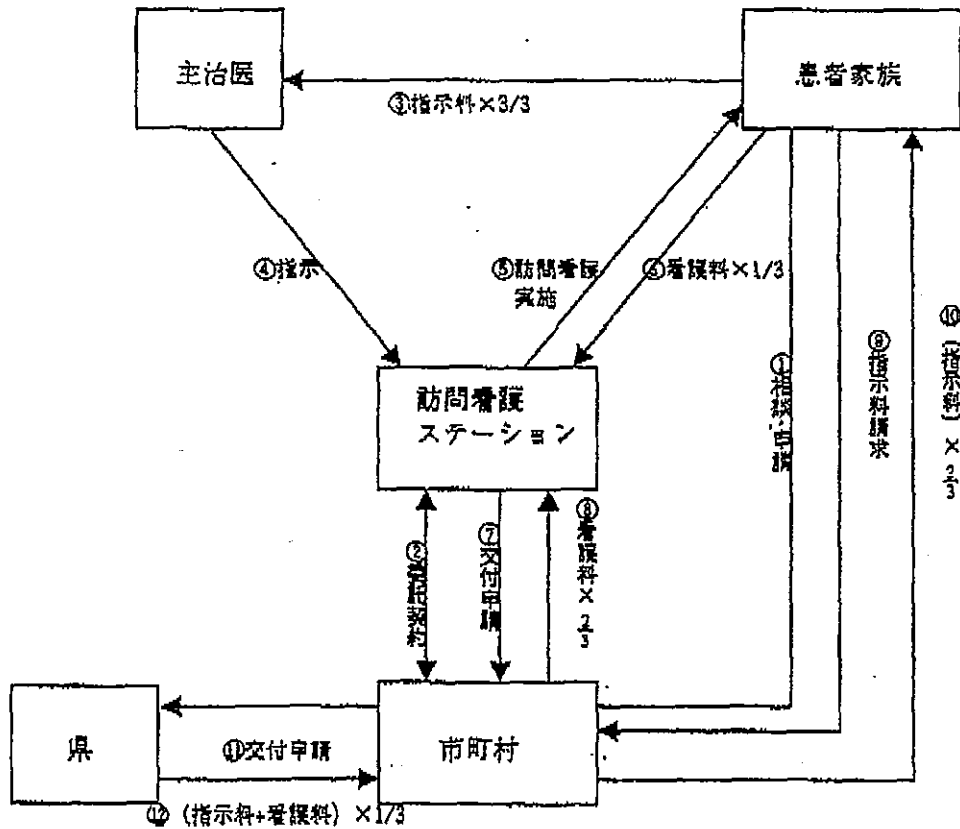 主治医
患者家族
③指示料×3/3
④指示
⑤訪問看護
実施
⑥看護料×1/3
①相談・申請
⑨指示料請求
⑩(指示料)×2/3
訪問看護
ステーション
②委託契約
⑦交付申請
⑧看護料×2/3
県
市町村
⑪交付申請
⑫(指示料+看護料)×1/3